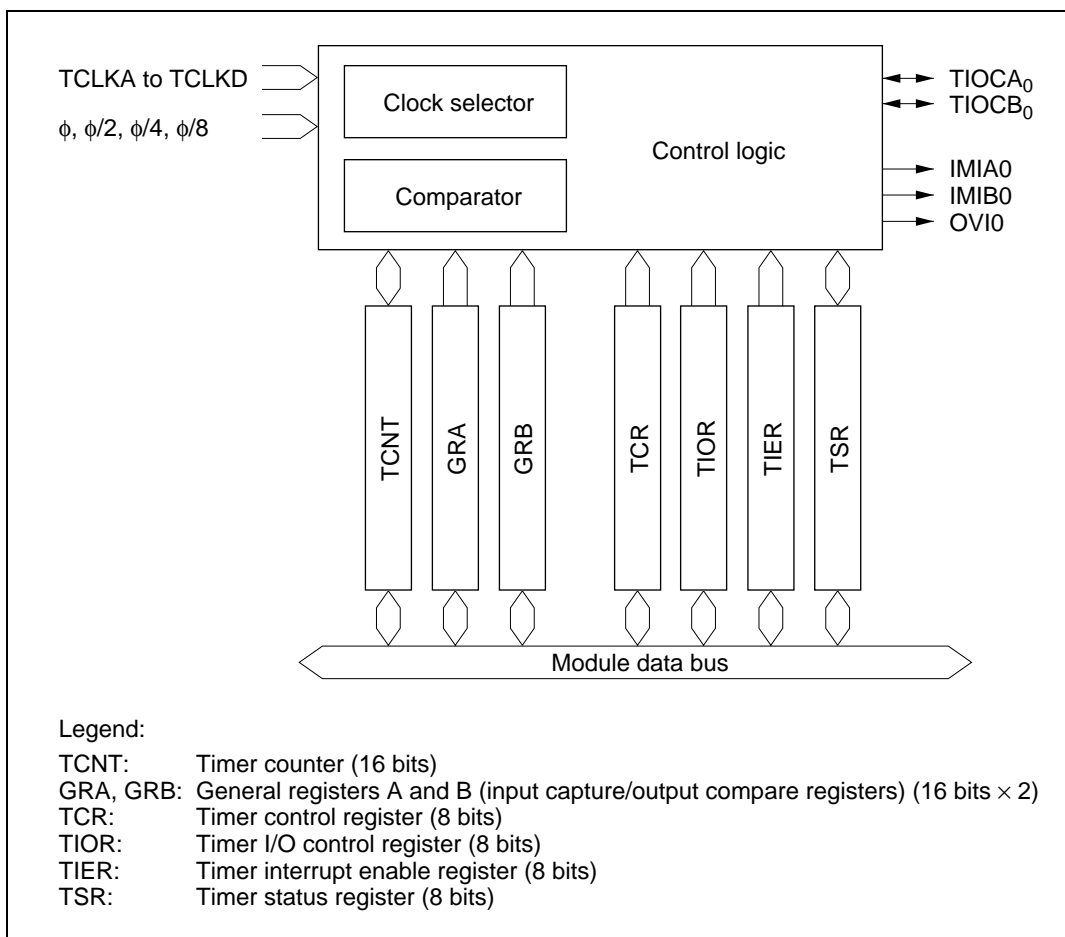 TCLKA to TCLKD
ϕ, ϕ/2, ϕ/4, ϕ/8
Clock selector
Comparator
Control logic
TIOCA₀
TIOCB₀
IMIA0
IMIB0
OVI0
TCNT
GRA
GRB
TCR
TIOR
TIER
TSR
Module data bus
Legend:
TCNT: Timer counter (16 bits)
GRA, GRB: General registers A and B (input capture/output compare registers) (16 bits × 2)
TCR: Timer control register (8 bits)
TIOR: Timer I/O control register (8 bits)
TIER: Timer interrupt enable register (8 bits)
TSR: Timer status register (8 bits)